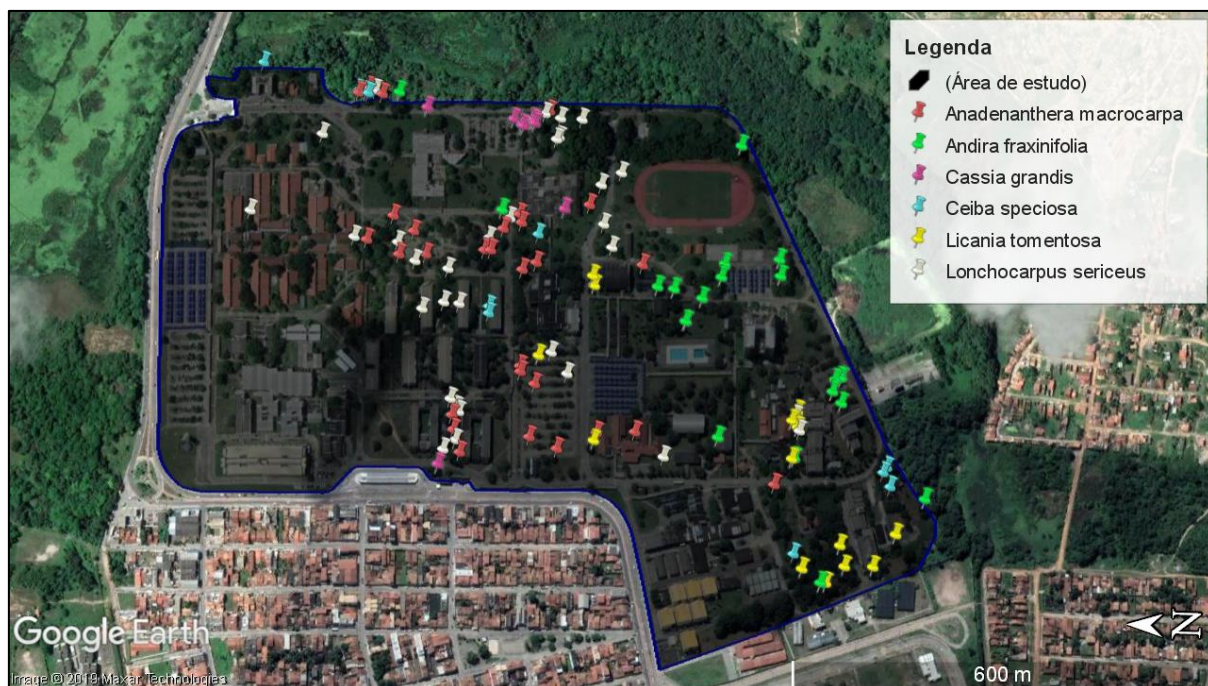 Legenda
(Área de estudo)
Anadenanthera macrocarpa
Andira fraxinifolia
Cassia grandis
Ceiba speciosa
Licania tomentosa
Lonchocarpus sericeus
N
Google Earth
Image © 2019 Maxar Technologies
600 m